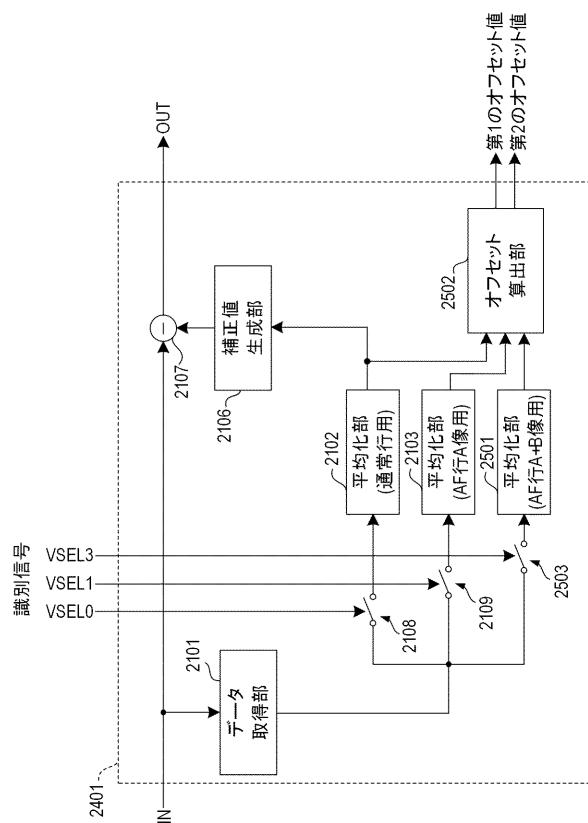 識別信号
VSEL0
VSEL1
VSEL3
2401
IN
OUT
2101
データ
取得部
2107
補正値
生成部
2106
2108
2109
2503
2102
平均化部
(通常行用)
2103
平均化部
(AF行A像用)
2501
平均化部
(AF行A+B像用)
2502
オフセット
算出部
第1のオフセット値
第2のオフセット値